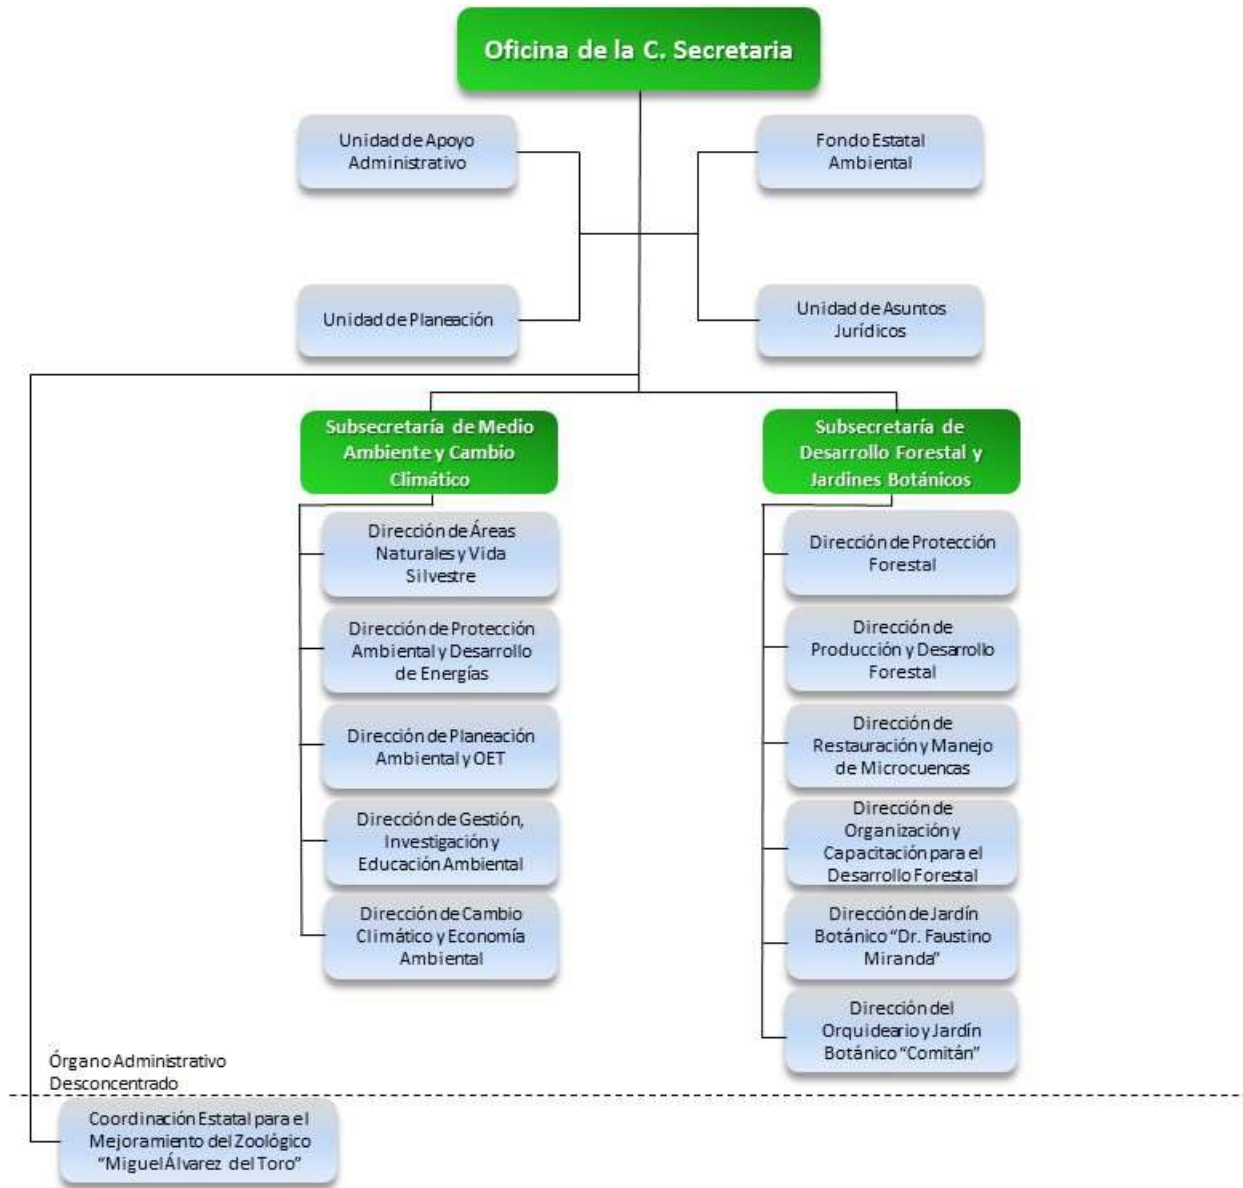 Oficina de la C. Secretaria
Unidad de Apoyo
Administrativo
Fondo Estatal
Ambiental
Unidad de Planeación
Unidad de Asuntos
Jurídicos
Subsecretaría de Medio
Ambiente y Cambio
Climático
Dirección de Áreas
Naturales y Vida
Silvestre
Dirección de Protección
Ambiental y Desarrollo
de Energías
Dirección de Planeación
Ambiental y OET
Dirección de Gestión,
Investigación y
Educación Ambiental
Dirección de Cambio
Climático y Economía
Ambiental
Subsecretaría de
Desarrollo Forestal y
Jardines Botánicos
Dirección de Protección
Forestal
Dirección de
Producción y Desarrollo
Forestal
Dirección de
Restauración y Manejo
de Microcuencas
Dirección de
Organización y
Capacitación para el
Desarrollo Forestal
Dirección de Jardín
Botánico “Dr. Faustino
Miranda”
Dirección del
Orquideario y Jardín
Botánico “Comitán”
Órgano Administrativo
Desconcentrado
Coordinación Estatal para el
Mejoramiento del Zoológico
“Miguel Álvarez del Toro”